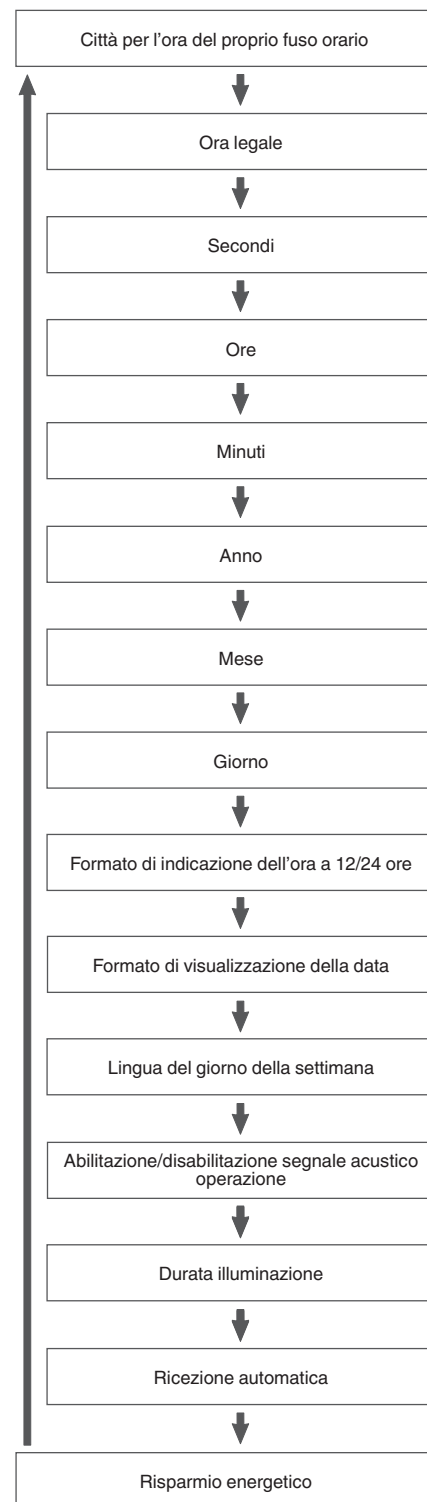 Città per l'ora del proprio fuso orario
Ora legale
Secondi
Ore
Minuti
Anno
Mese
Giorno
Formato di indicazione dell'ora a 12/24 ore
Formato di visualizzazione della data
Lingua del giorno della settimana
Abilitazione/disabilitazione segnale acustico
operazione
Durata illuminazione
Ricezione automatica
Risparmio energetico